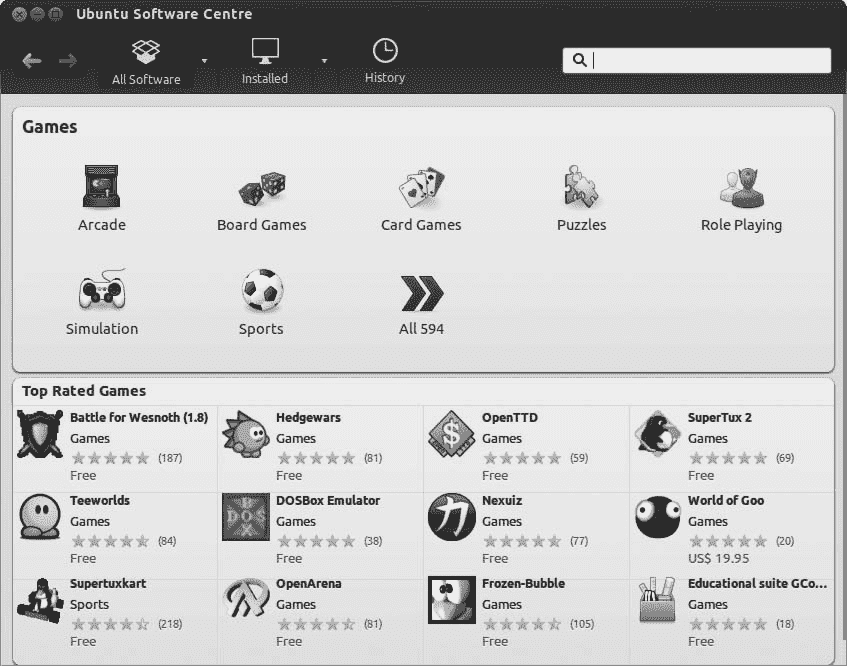 Ubuntu Software Centre
All Software Installed History
Games
Arcade Board Games Card Games Puzzles Role Playing
Simulation Sports All 594
Top Rated Games
Battle for Wesnoth (1.8) Hedgewars OpenTTD SuperTux 2
Games Games Games Games
(187) (81) (59) (69)
Free Free Free Free
Teeworlds DOSBox Emulator Nexuiz World of Goo
Games Games Games Games
(84) (38) (77) (20)
Free Free Free US$ 19.95
Supertuxkart OpenArena Frozen-Bubble Educational suite GCo...
Sports Games Games Games
(218) (81) (105) (18)
Free Free Free Free